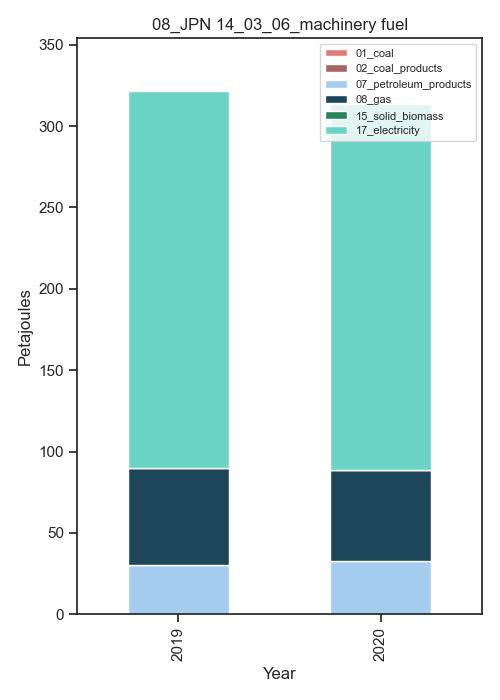 08_JPN 14_03_06_machinery fuel
350
300
250
200
150
100
50
0
Petajoules
01_coal
02_coal_products
07_petroleum_products
08_gas
15_solid_biomass
17_electricity
2019
2020
Year